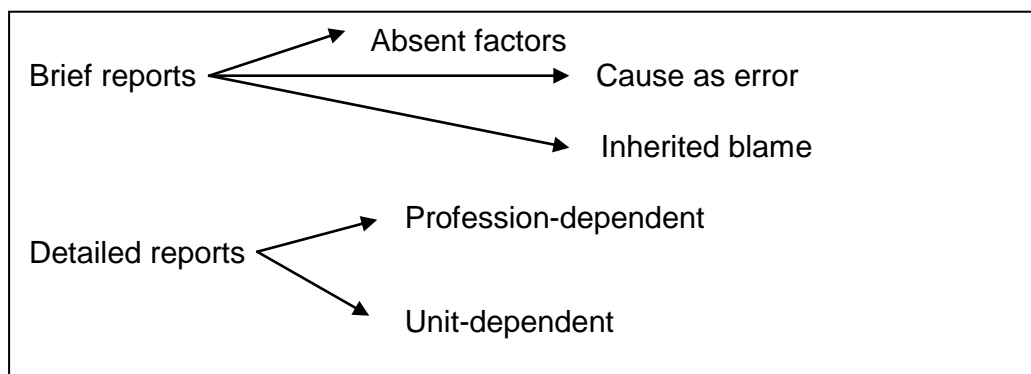 Absent factors
Brief reports
Cause as error
Inherited blame
Profession-dependent
Detailed reports
Unit-dependent